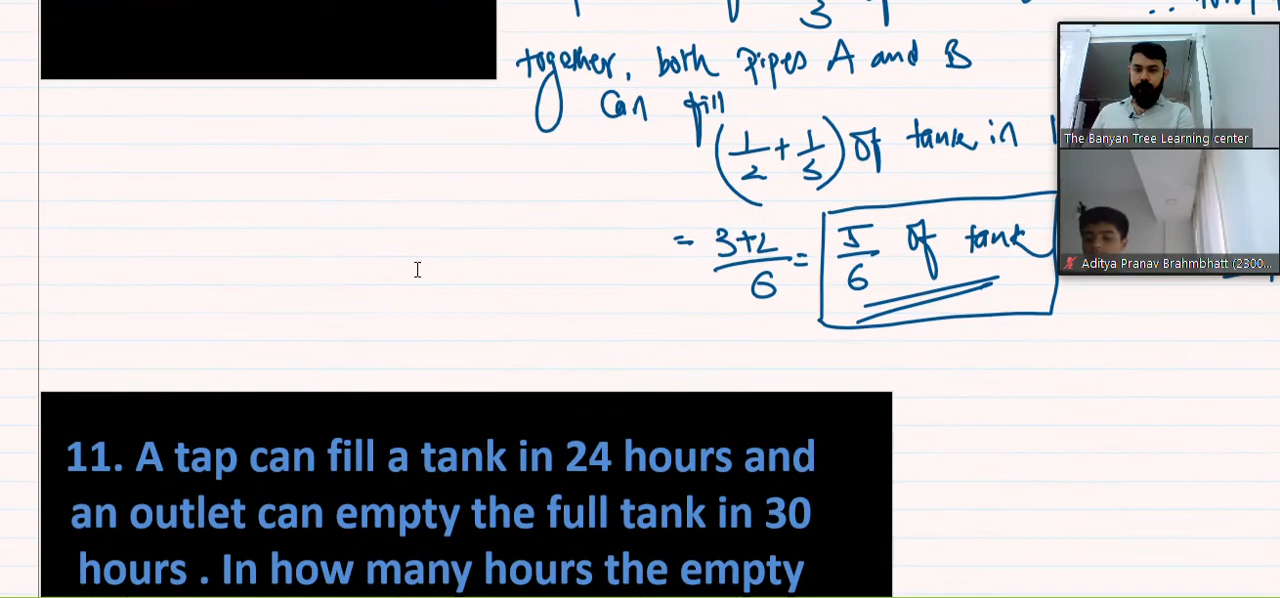 3
together, both pipes A and B
can fill
(1/2 + 1/3) of tank in
= 3+2/6 = 5/6 of tank
The Banyan Tree Learning center
Aditya Pranav Brahmbhatt (2300...
11. A tap can fill a tank in 24 hours and
an outlet can empty the full tank in 30
hours . In how many hours the empty